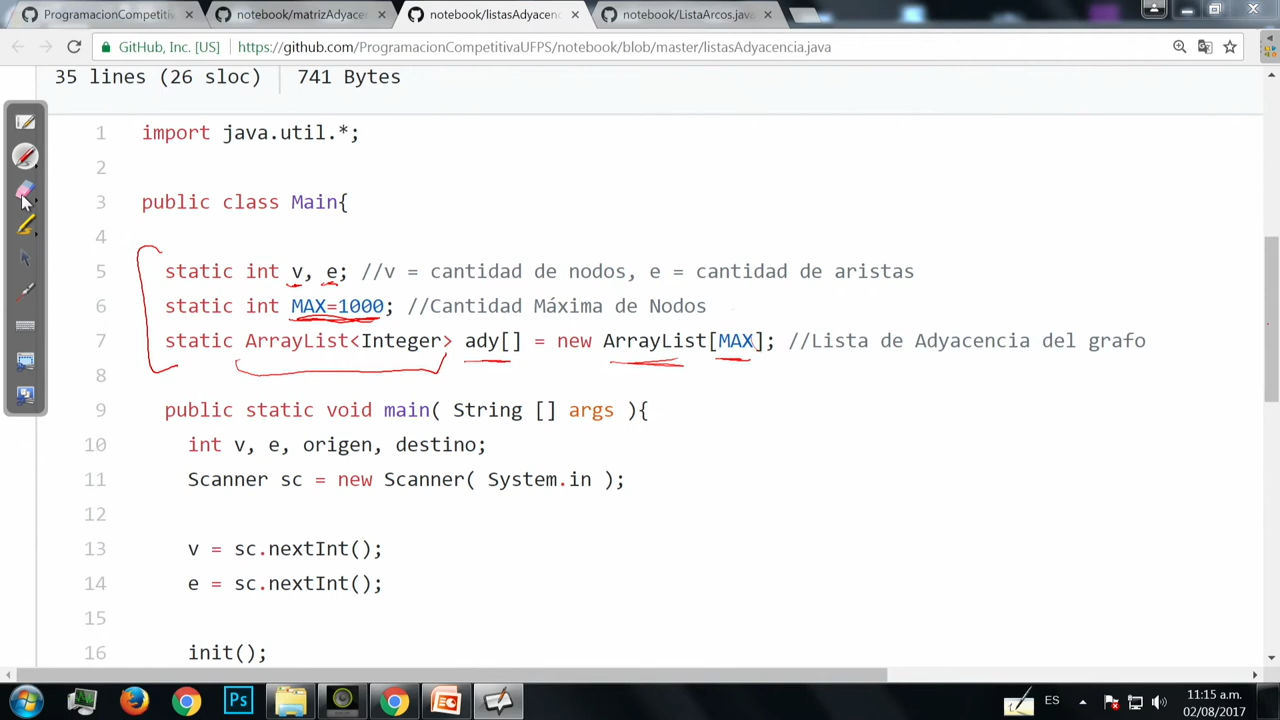 ProgramacionCompetiti
notebook/matrizAdyace
notebook/listasAdyacen
notebook/ListaArcos.java
GitHub, Inc. [US]
https://github.com/ProgramacionCompetitivaUFPS/notebook/blob/master/listasAdyacencia.java
35 lines (26 sloc) 741 Bytes
1 import java.util.*;
2
3 public class Main{
4
5 static int v, e; //v = cantidad de nodos, e = cantidad de aristas
6 static int MAX=1000; //Cantidad Máxima de Nodos
7 static ArrayList<Integer> ady[] = new ArrayList[MAX]; //Lista de Adyacencia del grafo
8
9 public static void main( String [] args ){
10 int v, e, origen, destino;
11 Scanner sc = new Scanner( System.in );
12
13 v = sc.nextInt();
14 e = sc.nextInt();
15
16 init();
Ps
ES
11:15 a.m.
02/08/2017